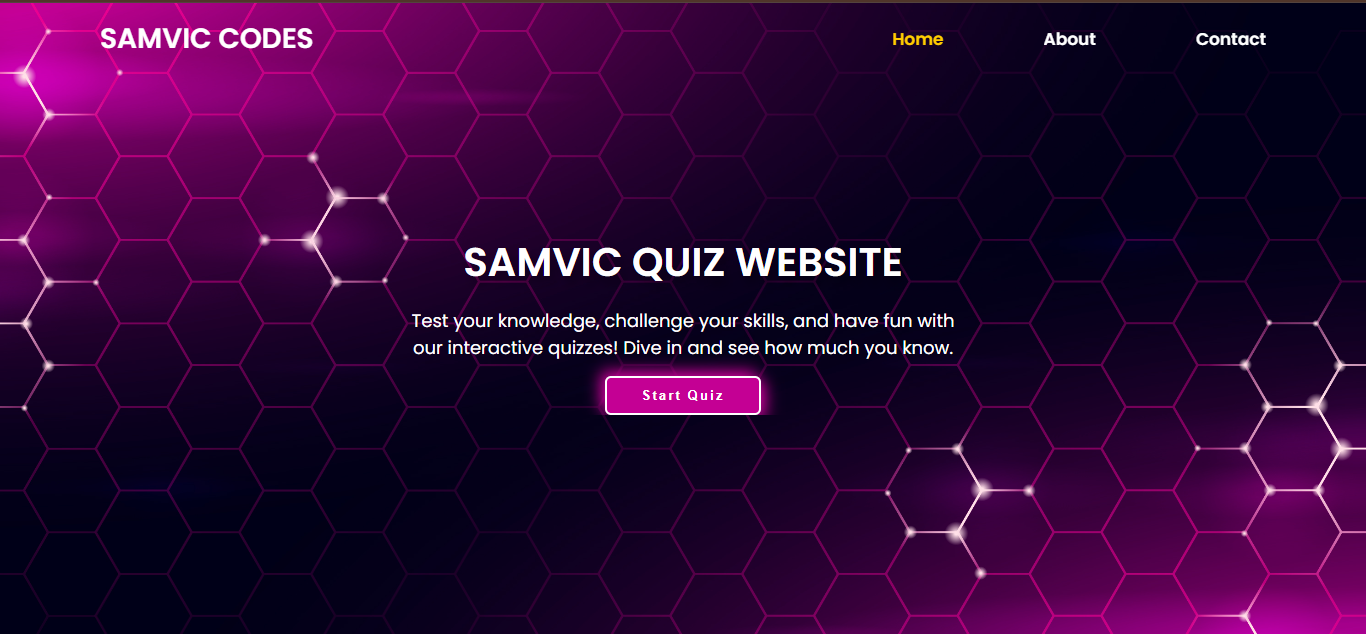 SAMVIC CODES
Home
About
Contact
SAMVIC QUIZ WEBSITE
Test your knowledge, challenge your skills, and have fun with
our interactive quizzes! Dive in and see how much you know.
Start Quiz